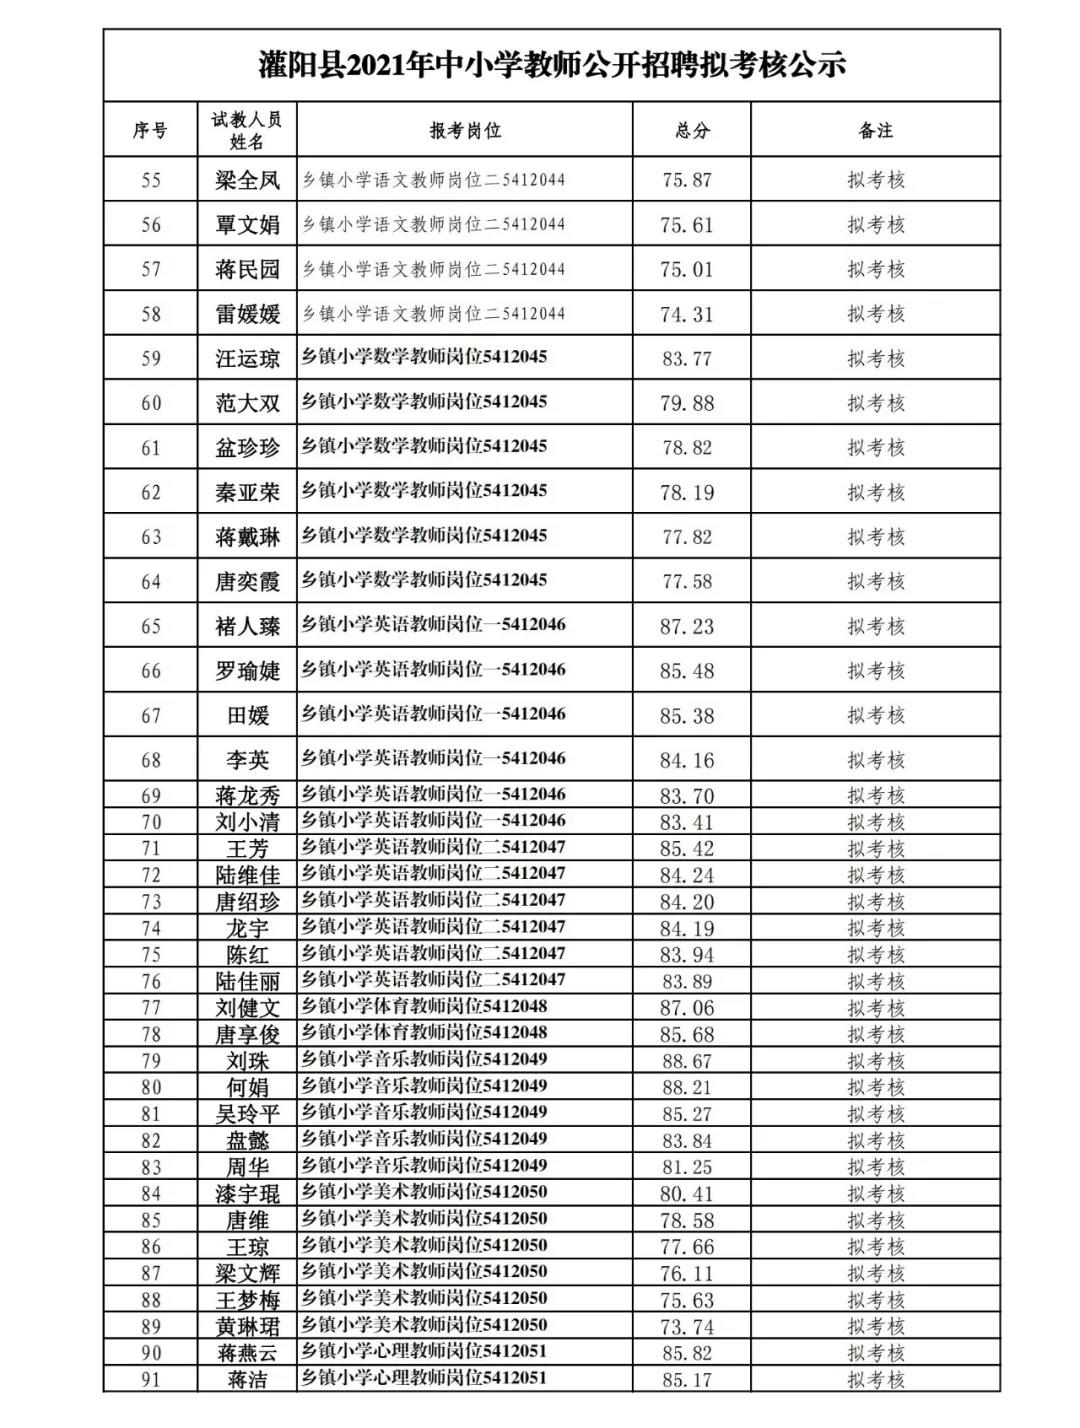 灌阳县2021年中小学教师公开招聘拟考核公示
序号 试教人员姓名 报考岗位 总分 备注
55 梁全凤 乡镇小学语文教师岗位二5412044 75.87 拟考核
56 覃文娟 乡镇小学语文教师岗位二5412044 75.61 拟考核
57 蒋民园 乡镇小学语文教师岗位二5412044 75.01 拟考核
58 雷媛媛 乡镇小学语文教师岗位二5412044 74.31 拟考核
59 汪运琼 乡镇小学数学教师岗位5412045 83.77 拟考核
60 范大双 乡镇小学数学教师岗位5412045 79.88 拟考核
61 盆珍珍 乡镇小学数学教师岗位5412045 78.82 拟考核
62 秦亚荣 乡镇小学数学教师岗位5412045 78.19 拟考核
63 蒋戴琳 乡镇小学数学教师岗位5412045 77.82 拟考核
64 唐奕霞 乡镇小学数学教师岗位5412045 77.58 拟考核
65 褚人臻 乡镇小学英语教师岗位一5412046 87.23 拟考核
66 罗瑜婕 乡镇小学英语教师岗位一5412046 85.48 拟考核
67 田媛 乡镇小学英语教师岗位一5412046 85.38 拟考核
68 李英 乡镇小学英语教师岗位一5412046 84.16 拟考核
69 蒋龙秀 乡镇小学英语教师岗位一5412046 83.70 拟考核
70 刘小清 乡镇小学英语教师岗位一5412046 83.41 拟考核
71 王芳 乡镇小学英语教师岗位二5412047 85.42 拟考核
72 陆维佳 乡镇小学英语教师岗位二5412047 84.24 拟考核
73 唐绍珍 乡镇小学英语教师岗位二5412047 84.20 拟考核
74 龙宇 乡镇小学英语教师岗位二5412047 84.19 拟考核
75 陈红 乡镇小学英语教师岗位二5412047 83.94 拟考核
76 陆佳丽 乡镇小学英语教师岗位二5412047 83.89 拟考核
77 刘健文 乡镇小学体育教师岗位5412048 87.06 拟考核
78 唐享俊 乡镇小学体育教师岗位5412048 85.68 拟考核
79 刘珠 乡镇小学音乐教师岗位5412049 88.67 拟考核
80 何娟 乡镇小学音乐教师岗位5412049 88.21 拟考核
81 吴玲平 乡镇小学音乐教师岗位5412049 85.27 拟考核
82 盘懿 乡镇小学音乐教师岗位5412049 83.84 拟考核
83 周华 乡镇小学音乐教师岗位5412049 81.25 拟考核
84 漆宇琨 乡镇小学美术教师岗位5412050 80.41 拟考核
85 唐维 乡镇小学美术教师岗位5412050 78.58 拟考核
86 王琼 乡镇小学美术教师岗位5412050 77.66 拟考核
87 梁文辉 乡镇小学美术教师岗位5412050 76.11 拟考核
88 王梦梅 乡镇小学美术教师岗位5412050 75.63 拟考核
89 黄琳珺 乡镇小学美术教师岗位5412050 73.74 拟考核
90 蒋燕云 乡镇小学心理教师岗位5412051 85.82 拟考核
91 蒋洁 乡镇小学心理教师岗位5412051 85.17 拟考核